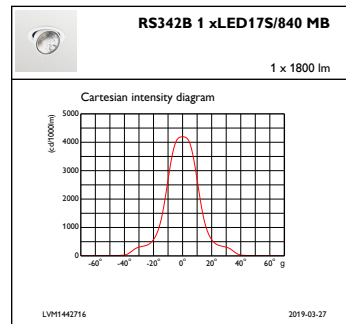 RS342B 1 xLED17S/840 MB
1 x 1800 lm
Cartesian intensity diagram
(cd/1000lm)
5000
4000
3000
2000
1000
0
-60° -40° -20° 0° 20° 40° 60° g
LVM1442716 2019-03-27